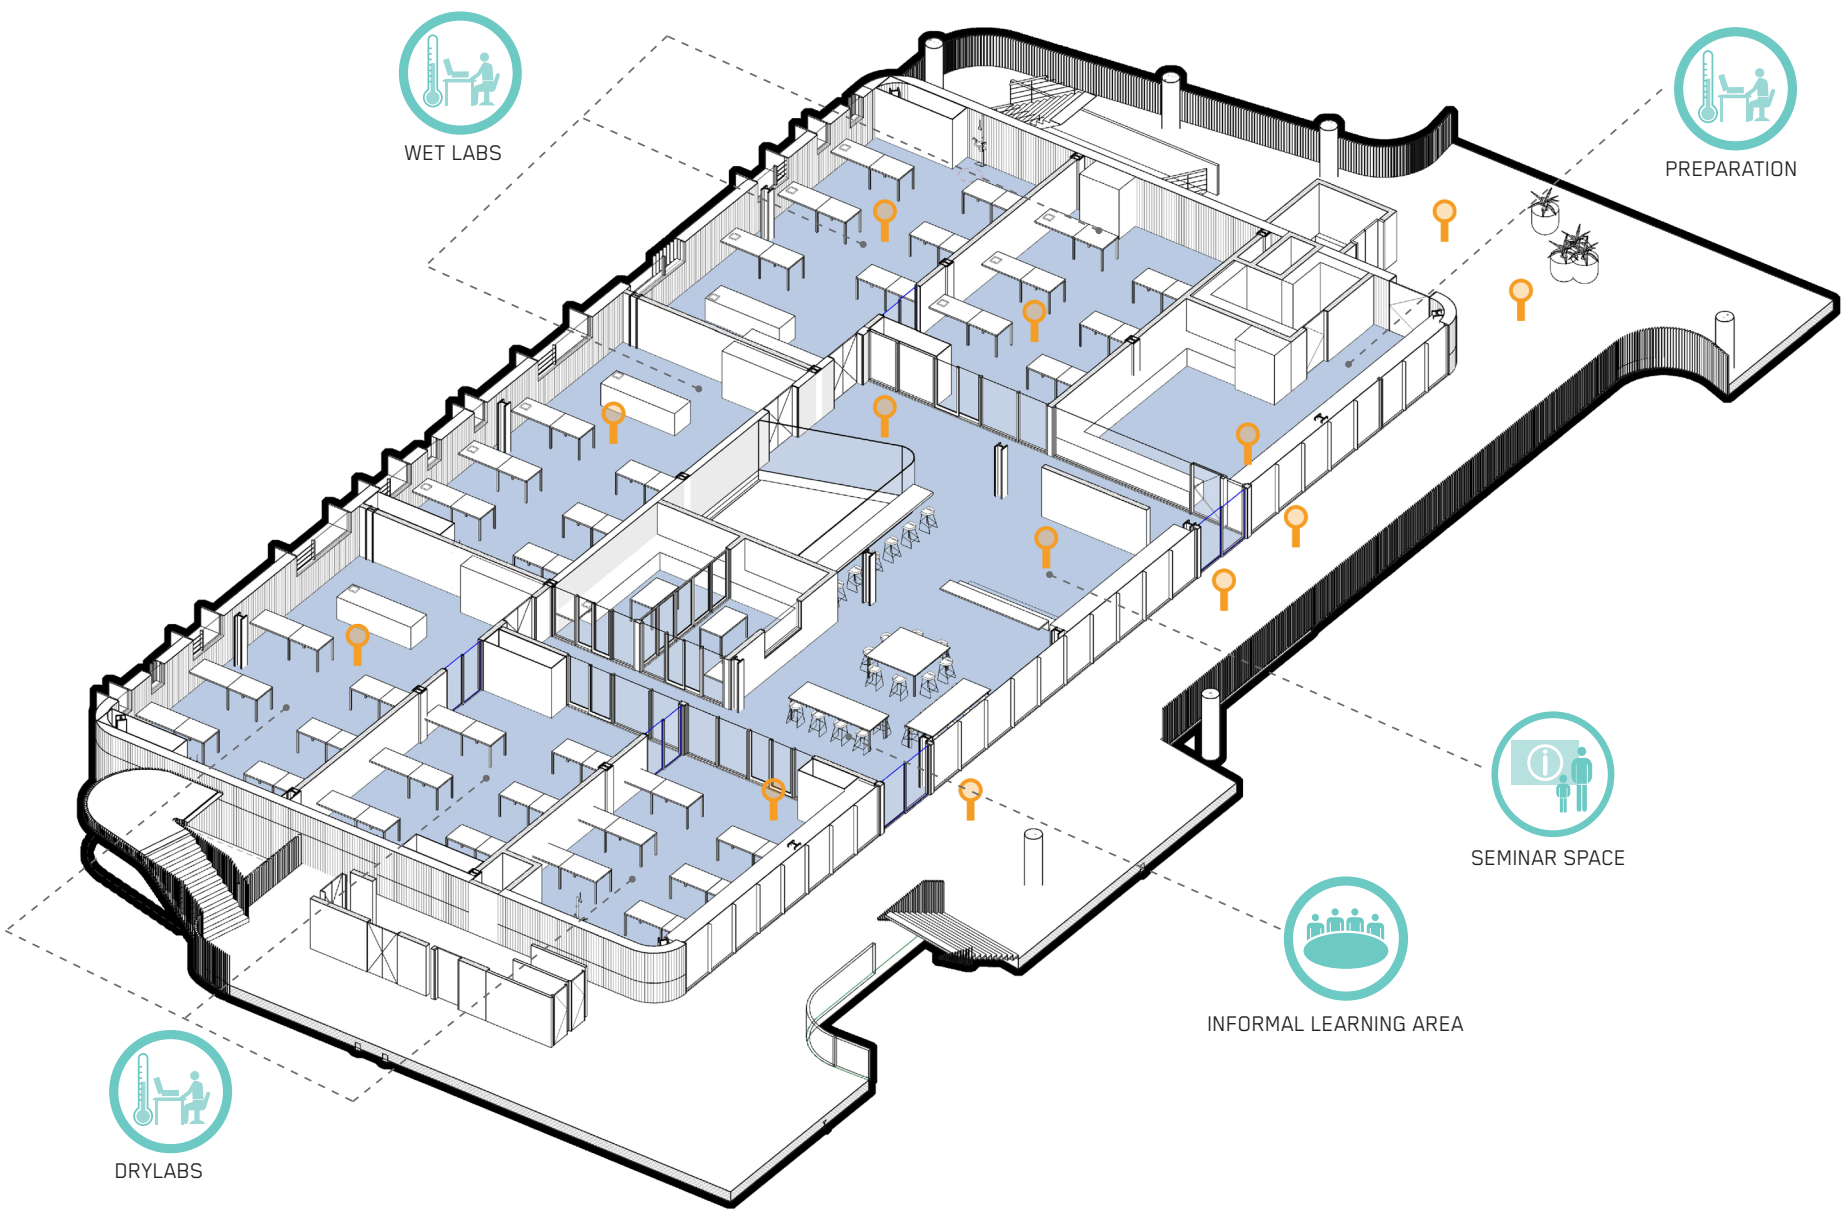 WET LABS
PREPARATION
SEMINAR SPACE
INFORMAL LEARNING AREA
DRYLABS